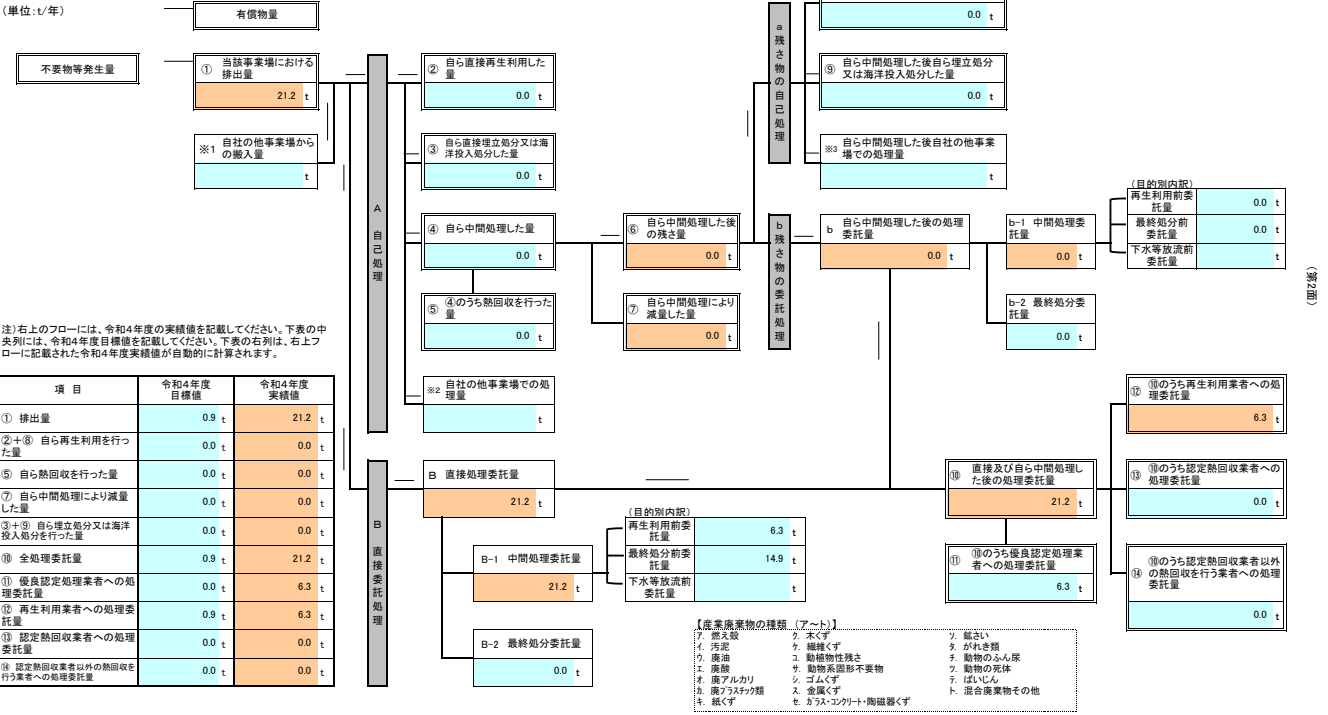 （単位：t/年）
有償物量
不要物等発生量
① 当該事業場における
排出量
21.2 t
※1 自社の他事業場から
の搬入量
t
A 自己処理
② 自ら直接再生利用した
量
0.0 t
③ 自ら直接埋立処分又は海
洋投入処分した量
0.0 t
④ 自ら中間処理した量
0.0 t
⑤ ④のうち熱回収を行った
量
0.0 t
※2 自社の他事業場での処
理量
t
⑥ 自ら中間処理した後
の残さ量
0.0 t
⑦ 自ら中間処理により
減量した量
0.0 t
a 残さ物の自己処理
0.0 t
⑨ 自ら中間処理した後自ら埋立処分
又は海洋投入処分した量
0.0 t
※3 自ら中間処理した後自社の他事業
場での処理量
t
b 残さ物の委託処理
b 自ら中間処理した後の処理
委託量
0.0 t
b-1 中間処理委
託量
0.0 t
（目的別内訳）
再生利用前委
託量
0.0 t
最終処分前
委託量
0.0 t
下水等放流前
委託量
t
b-2 最終処分委
託量
0.0 t
（第2面）
注）右上のフローには、令和４年度の実績値を記載してください。下表の中
央列には、令和４年度目標値を記載してください。下表の右列は、右上フ
ローに記載された令和４年度実績値が自動的に計算されます。
項 目 令和４年度
目標値 令和４年度
実績値
① 排出量 0.9 t 21.2 t
②＋⑧ 自ら再生利用を行っ
た量 0.0 t 0.0 t
⑤ 自ら熱回収を行った量 0.0 t 0.0 t
⑦ 自ら中間処理により減量
した量 0.0 t 0.0 t
③＋⑨ 自ら埋立処分又は海洋
投入処分を行った量 0.0 t 0.0 t
⑩ 全処理委託量 0.9 t 21.2 t
⑪ 優良認定処理業者への処
理委託量 0.0 t 6.3 t
⑫ 再生利用業者への処理委
託量 0.9 t 6.3 t
⑬ 認定熱回収業者への処理
委託量 0.0 t 0.0 t
⑭ 認定熱回収業者以外の熱回収を
行う業者への処理委託量 0.0 t 0.0 t
B 直接委託処理
B 直接処理委託量
21.2 t
B-1 中間処理委託量
21.2 t
（目的別内訳）
再生利用前委
託量
6.3 t
最終処分前委
託量
14.9 t
下水等放流前
委託量
t
B-2 最終処分委託量
0.0 t
⑩ 直接及び自ら中間処理し
た後の処理委託量
21.2 t
⑪ ⑩のうち優良認定処理業
者への処理委託量
6.3 t
⑫ ⑩のうち再生利用業者への処
理委託量
6.3 t
⑬ ⑩のうち認定熱回収業者への
処理委託量
0.0 t
⑭ ⑩のうち認定熱回収業者以外
の熱回収を行う業者への処理
委託量
0.0 t
【産業廃棄物の種類　（ア～ト）】
ア. 燃え殻 ク. 木くず ソ. 鉱さい
イ. 汚泥 ケ. 繊維くず タ. がれき類
ウ. 廃油 コ. 動植物性残さ チ. 動物のふん尿
エ. 廃酸 サ. 動物系固形不要物 ツ. 動物の死体
オ. 廃アルカリ シ. ゴムくず テ. ばいじん
カ. 廃プラスチック類 ス. 金属くず ト. 混合廃棄物その他
キ. 紙くず セ. ガラス・コンクリート・陶磁器くず